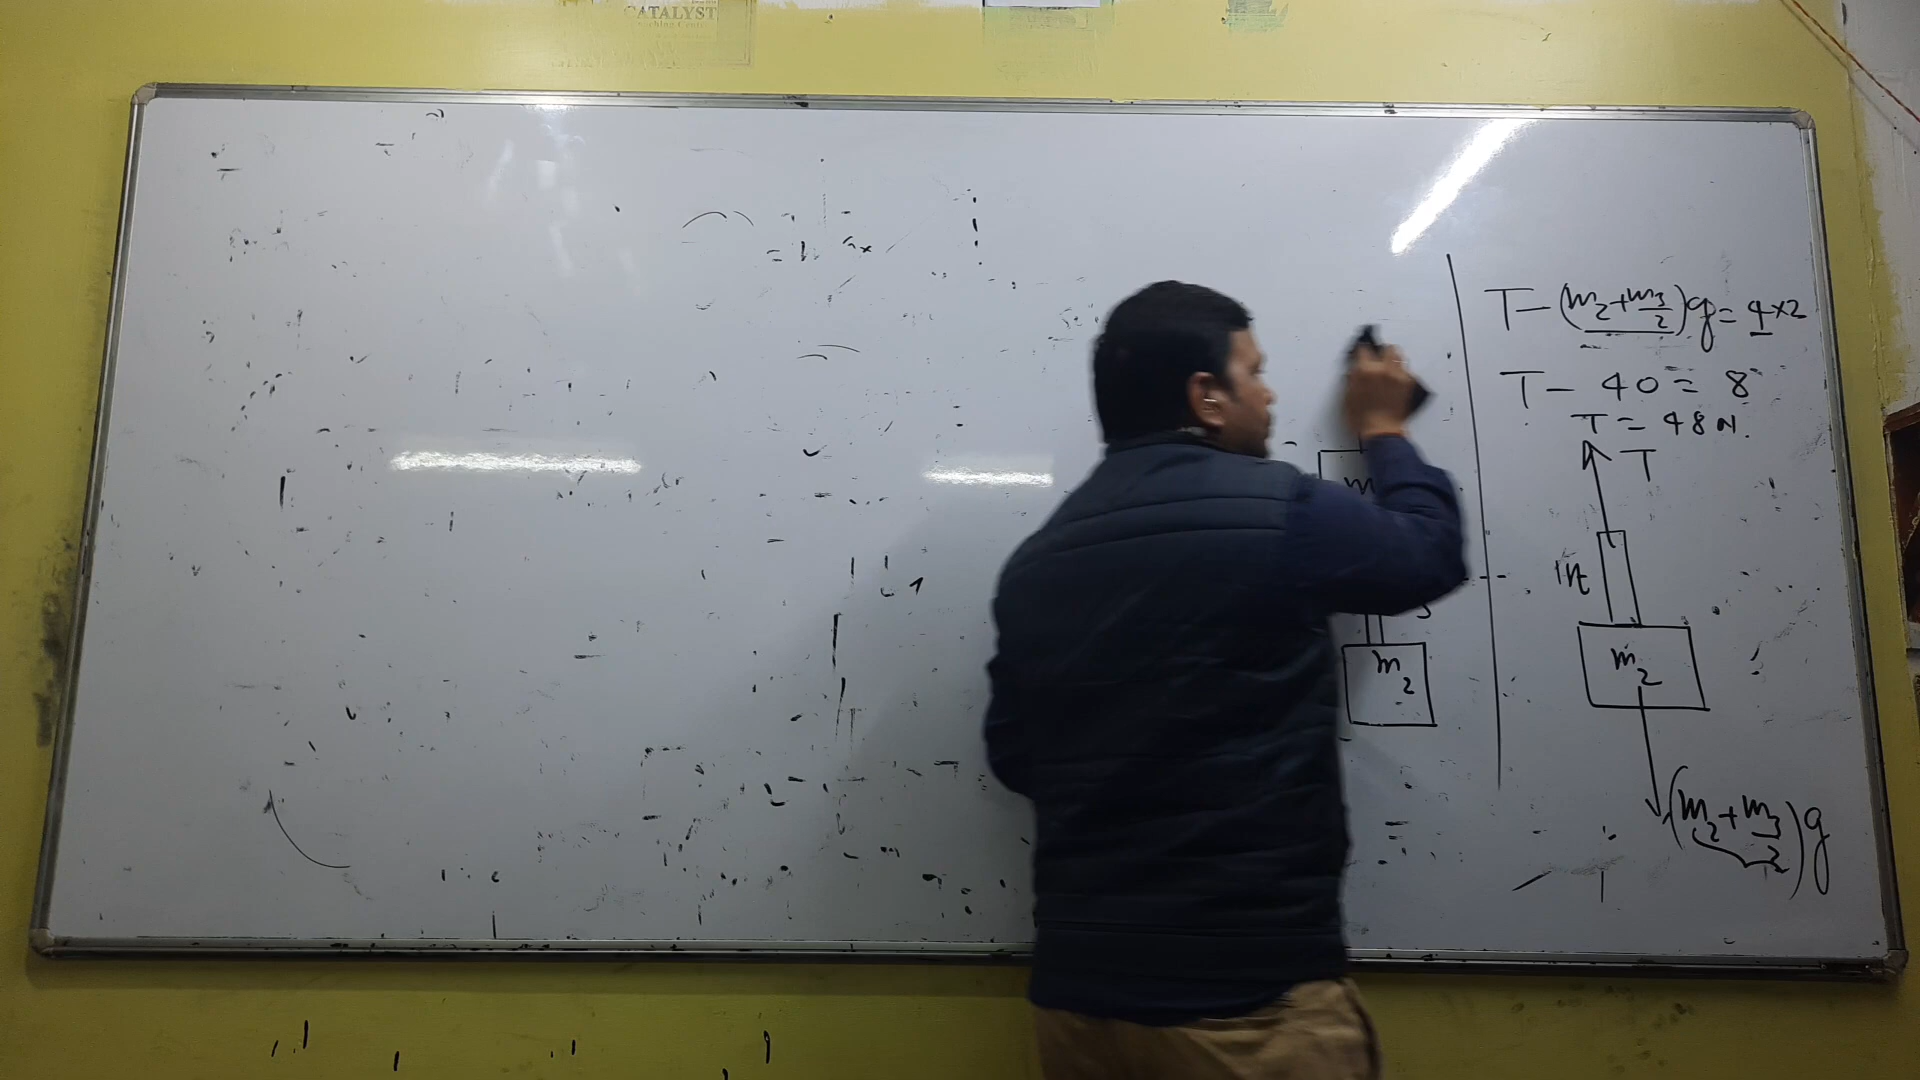 CATALYST
T - (m₂ + m₃/2)g = 4×2
T - 40 = 8
T = 48 N.
T
m
m₂
m₂
(m₂ + m₃/2)g